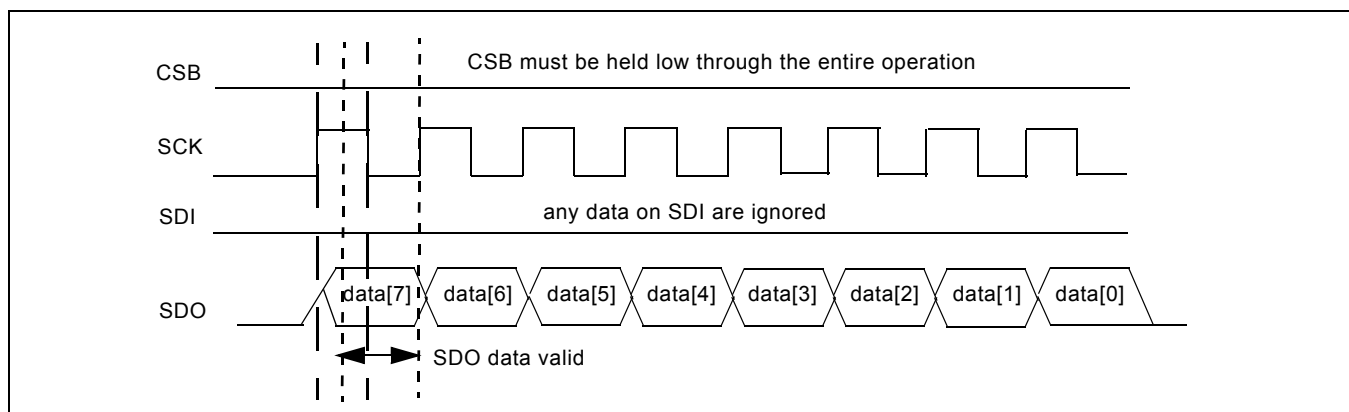 CSB must be held low through the entire operation
CSB
SCK
any data on SDI are ignored
SDI
data[7] data[6] data[5] data[4] data[3] data[2] data[1] data[0]
SDO
SDO data valid